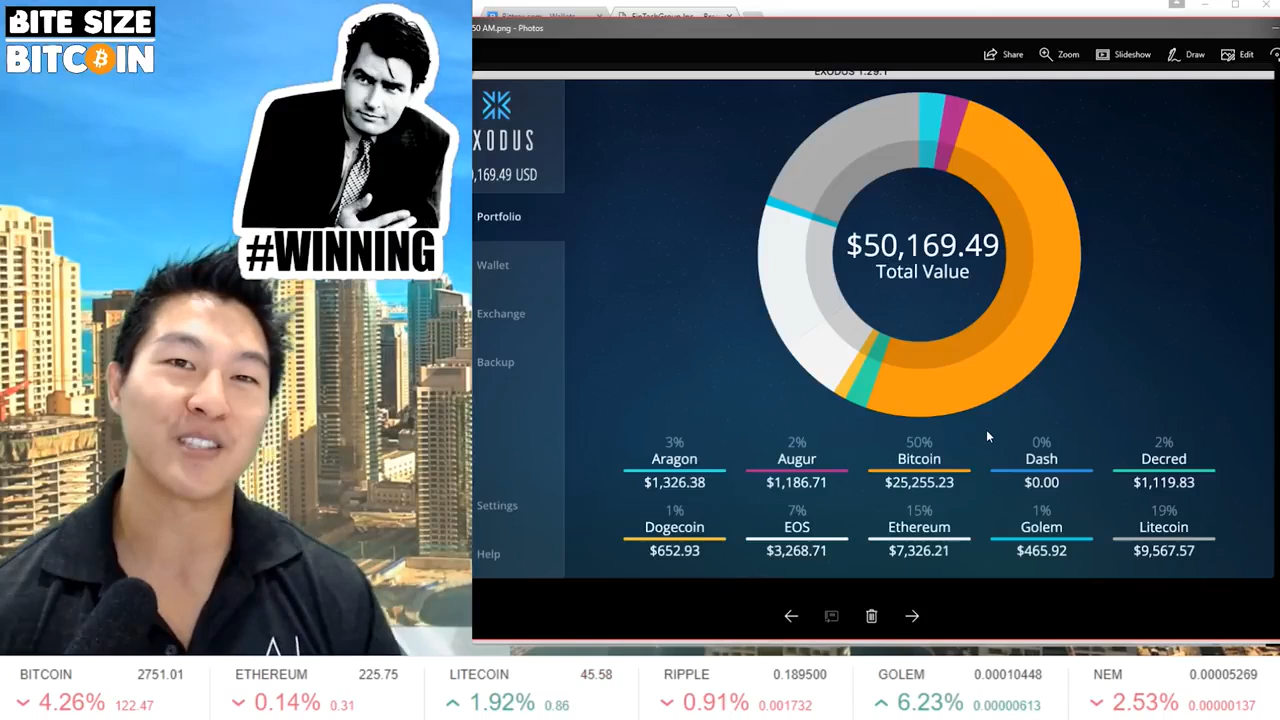 BITE SIZE
BITCOIN
#WINNING
50 AM.png - Photos
Share
Zoom
Slideshow
Draw
Edit
EXODUS 1.29.1
XODUS
,169.49 USD
Portfolio
Wallet
Exchange
Backup
Settings
Help
$50,169.49
Total Value
3%
Aragon
$1,326.38
2%
Augur
$1,186.71
50%
Bitcoin
$25,255.23
0%
Dash
$0.00
2%
Decred
$1,119.83
1%
Dogecoin
$652.93
7%
EOS
$3,268.71
15%
Ethereum
$7,326.21
1%
Golem
$465.92
19%
Litecoin
$9,567.57
BITCOIN 2751.01
4.26% 122.47
ETHEREUM 225.75
0.14% 0.31
LITECOIN 45.58
1.92% 0.86
RIPPLE 0.189500
0.91% 0.001732
GOLEM 0.00010448
6.23% 0.00000613
NEM 0.00005269
2.53% 0.00000137